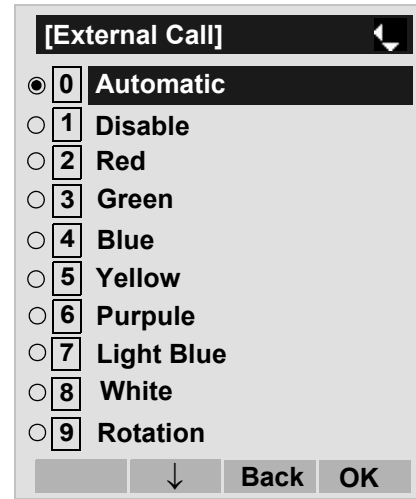 [External Call]
0 Automatic
1 Disable
2 Red
3 Green
4 Blue
5 Yellow
6 Purpule
7 Light Blue
8 White
9 Rotation
↓ Back OK